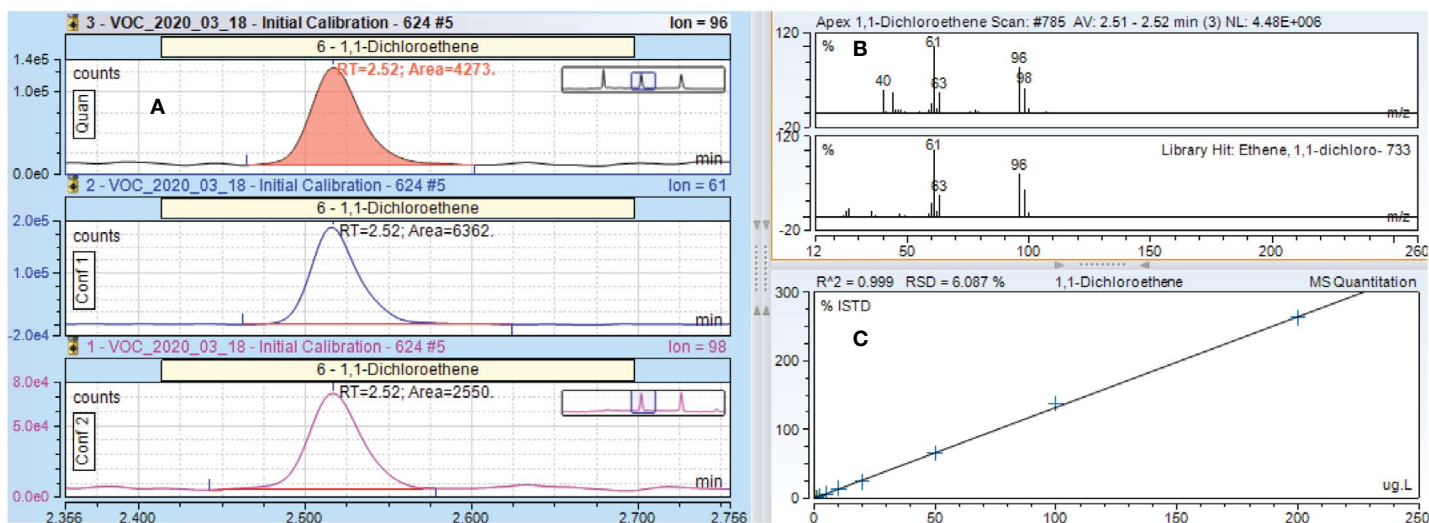 3 - VOC_2020_03_18 - Initial Calibration - 624 #5 Ion = 96
6 - 1,1-Dichloroethene
1.4e5
counts
RT=2.52; Area=4273.
1.0e5
A
Quan
min
0.0e0
2 - VOC_2020_03_18 - Initial Calibration - 624 #5 Ion = 61
6 - 1,1-Dichloroethene
2.0e5
counts
RT=2.52; Area=6362.
1.0e5
Conf 1
min
-2.0e4
1 - VOC_2020_03_18 - Initial Calibration - 624 #5 Ion = 98
6 - 1,1-Dichloroethene
8.0e4
counts
RT=2.52; Area=2550.
5.0e4
Conf 2
min
0.0e0
2.356 2.400 2.500 2.600 2.700 2.756
Apex 1,1-Dichloroethene Scan: #785 AV: 2.51 - 2.52 min (3) NL: 4.48E+006
120
%
B
61
96
40
63
98
m/z
-20
120
%
61
Library Hit: Ethene, 1,1-dichloro- 733
96
63
m/z
-20
12 50 100 150 200 260
R^2 = 0.999 RSD = 6.087 % 1,1-Dichloroethene MS Quantitation
300
% ISTD
C
200
100
ug.L
0
0 50 100 150 200 250